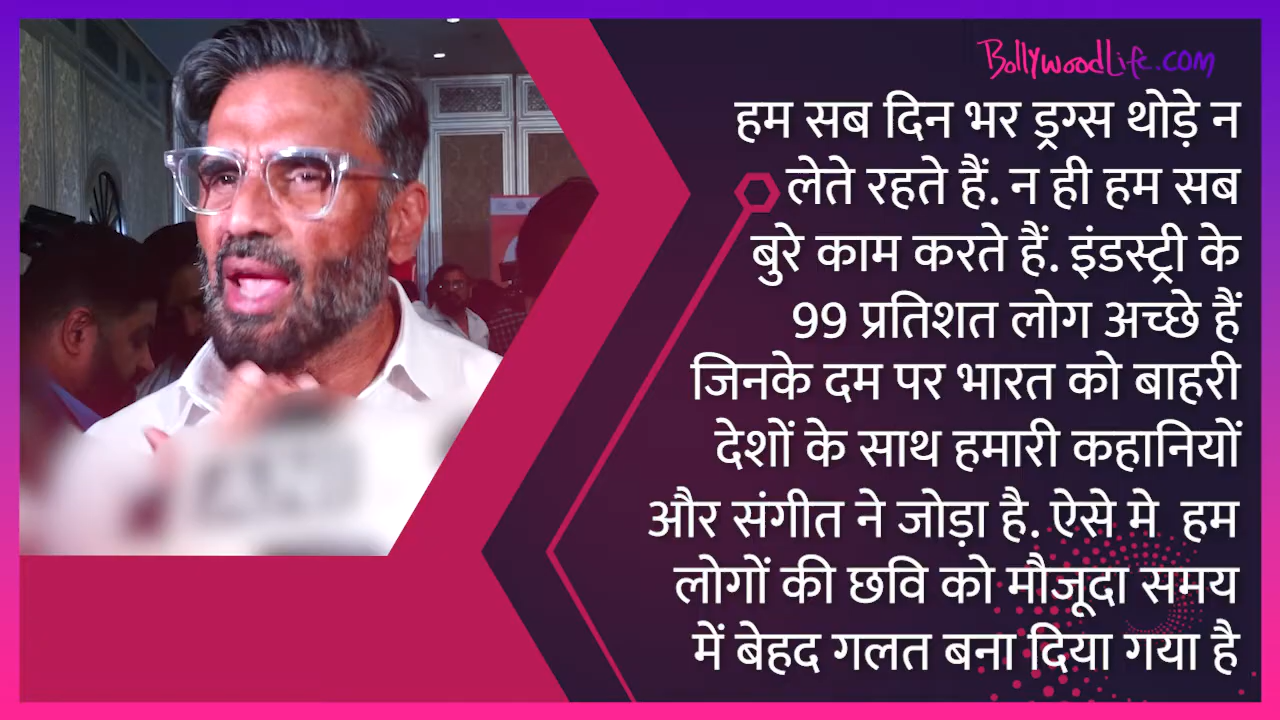 BollywoodLife.com
हम सब दिन भर ड्रग्स थोड़े न
लेते रहते हैं. न ही हम सब
बुरे काम करते हैं. इंडस्ट्री के
99 प्रतिशत लोग अच्छे हैं
जिनके दम पर भारत को बाहरी
देशों के साथ हमारी कहानियों
और संगीत ने जोड़ा है. ऐसे मे हम
लोगों की छवि को मौजूदा समय
में बेहद गलत बना दिया गया है